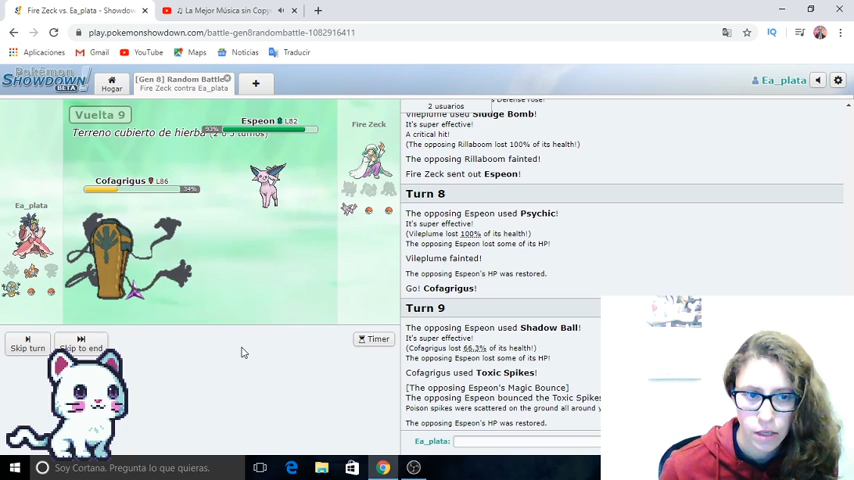 Fire Zeck vs. Ea_plata - Showdow
La Mejor Música sin Copy
play.pokemonshowdown.com/battle-gen8randombattle-1082916411
Aplicaciones
Gmail
YouTube
Maps
Noticias
Traducir
Pokémon
SHOWDOWN
BETA
Hogar
[Gen 8] Random Battle
Fire Zeck contra Ea_plata
Ea_plata
Vuelta 9
Terreno cubierto de hierba
Espeon L82
93%
Fire Zeck
Cofagrigus L86
34%
Ea_plata
2 usuarios
Vileplume used Sludge Bomb!
A critical hit!
It's super effective!
(The opposing Rillaboom lost 100% of its health!)
The opposing Rillaboom fainted!
Fire Zeck sent out Espeon!
Turn 8
The opposing Espeon used Psychic!
It's super effective!
(Vileplume lost 100% of its health!)
The opposing Espeon lost some of its HP!
Vileplume fainted!
The opposing Espeon's HP was restored.
Go! Cofagrigus!
Turn 9
The opposing Espeon used Shadow Ball!
It's super effective!
(Cofagrigus lost 66.3% of its health!)
The opposing Espeon lost some of its HP!
Cofagrigus used Toxic Spikes!
[The opposing Espeon's Magic Bounce]
The opposing Espeon bounced the Toxic Spikes
Poison spikes were scattered on the ground all around y
The opposing Espeon's HP was restored.
Ea_plata:
Skip turn
Skip to end
Timer
Soy Cortana. Pregunta lo que quieras.